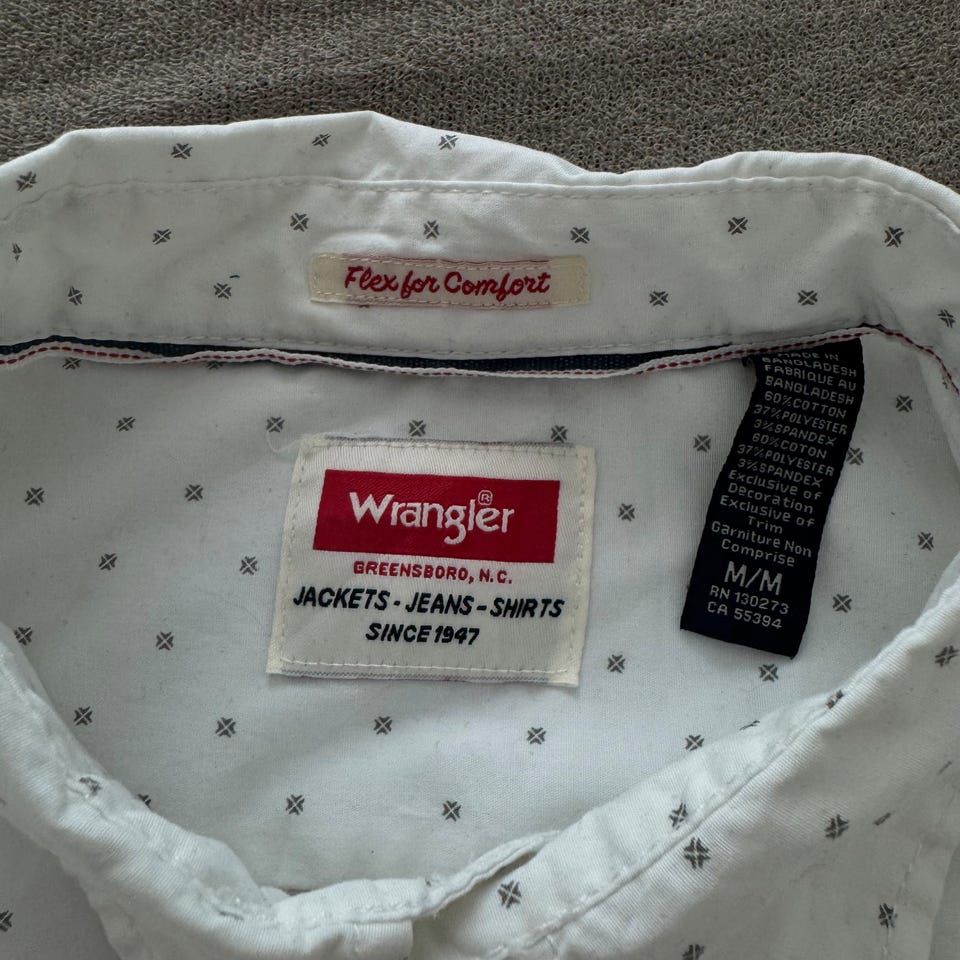 Flex for Comfort
Wrangler®
GREENSBORO, N.C.
JACKETS - JEANS - SHIRTS
SINCE 1947
MADE IN
BANGLADESH
FABRIQUE AU
BANGLADESH
60%COTTON
37%POLYESTER
3%SPANDEX
60%COTON
37%POLYESTER
3%SPANDEX
Exclusive of
Decoration
Exclusive of
Trim
Garniture Non
Comprise
M/M
RN 130273
CA 55394